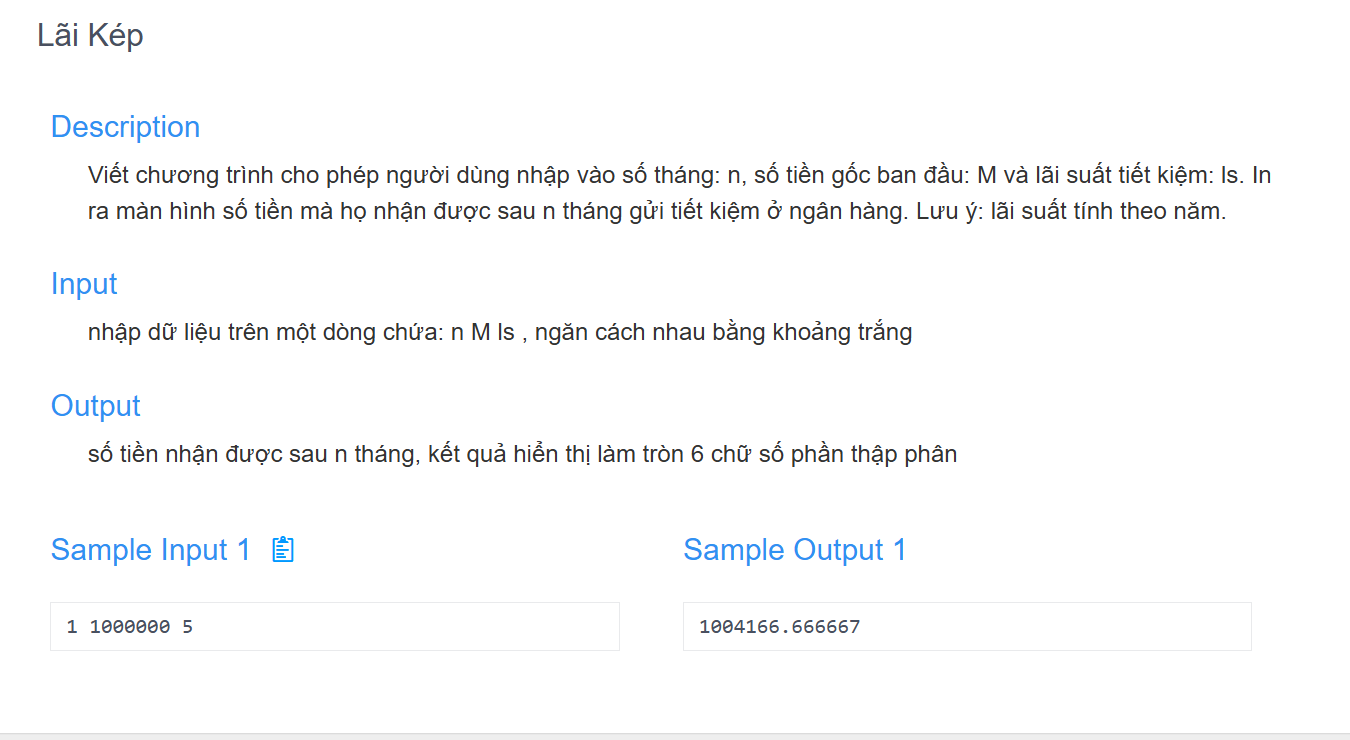 Lãi Kép
Description
Viết chương trình cho phép người dùng nhập vào số tháng: n, số tiền gốc ban đầu: M và lãi suất tiết kiệm: ls. In
ra màn hình số tiền mà họ nhận được sau n tháng gửi tiết kiệm ở ngân hàng. Lưu ý: lãi suất tính theo năm.
Input
nhập dữ liệu trên một dòng chứa: n M ls , ngăn cách nhau bằng khoảng trắng
Output
số tiền nhận được sau n tháng, kết quả hiển thị làm tròn 6 chữ số phần thập phân
Sample Input 1
1 1000000 5
Sample Output 1
1004166.666667